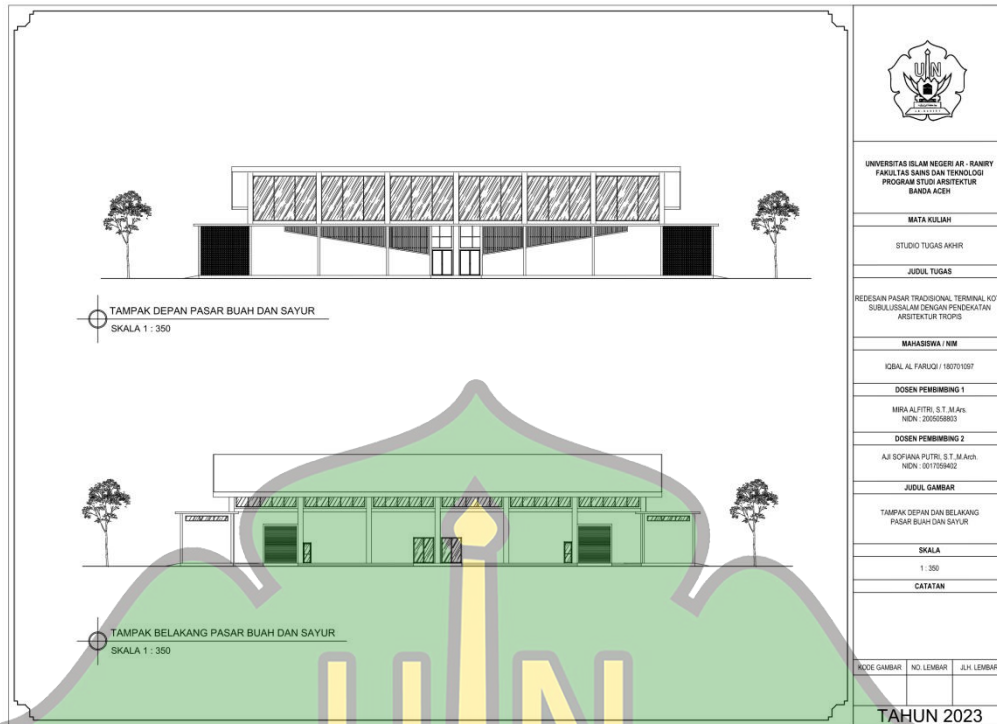 TAMPAK DEPAN PASAR BUAH DAN SAYUR
SKALA 1 : 350
TAMPAK BELAKANG PASAR BUAH DAN SAYUR
SKALA 1 : 350
UIN
UIN
UNIVERSITAS ISLAM NEGERI AR - RANIRY
FAKULTAS SAINS DAN TEKNOLOGI
PROGRAM STUDI ARSITEKTUR
BANDA ACEH
MATA KULIAH
STUDIO TUGAS AKHIR
JUDUL TUGAS
REDESAIN PASAR TRADISIONAL TERMINAL KOT
SUBULUSSALAM DENGAN PENDEKATAN
ARSITEKTUR TROPIS
MAHASISWA / NIM
IQBAL AL FARUQI / 180701097
DOSEN PEMBIMBING 1
MIRA ALFITRI, S.T.,M.Ars.
NIDN : 2005058803
DOSEN PEMBIMBING 2
AJI SOFIANA PUTRI, S.T.,M.Arch.
NIDN : 0017059402
JUDUL GAMBAR
TAMPAK DEPAN DAN BELAKANG
PASAR BUAH DAN SAYUR
SKALA
1 : 350
CATATAN
KODE GAMBAR NO. LEMBAR JLH. LEMBAR
TAHUN 2023